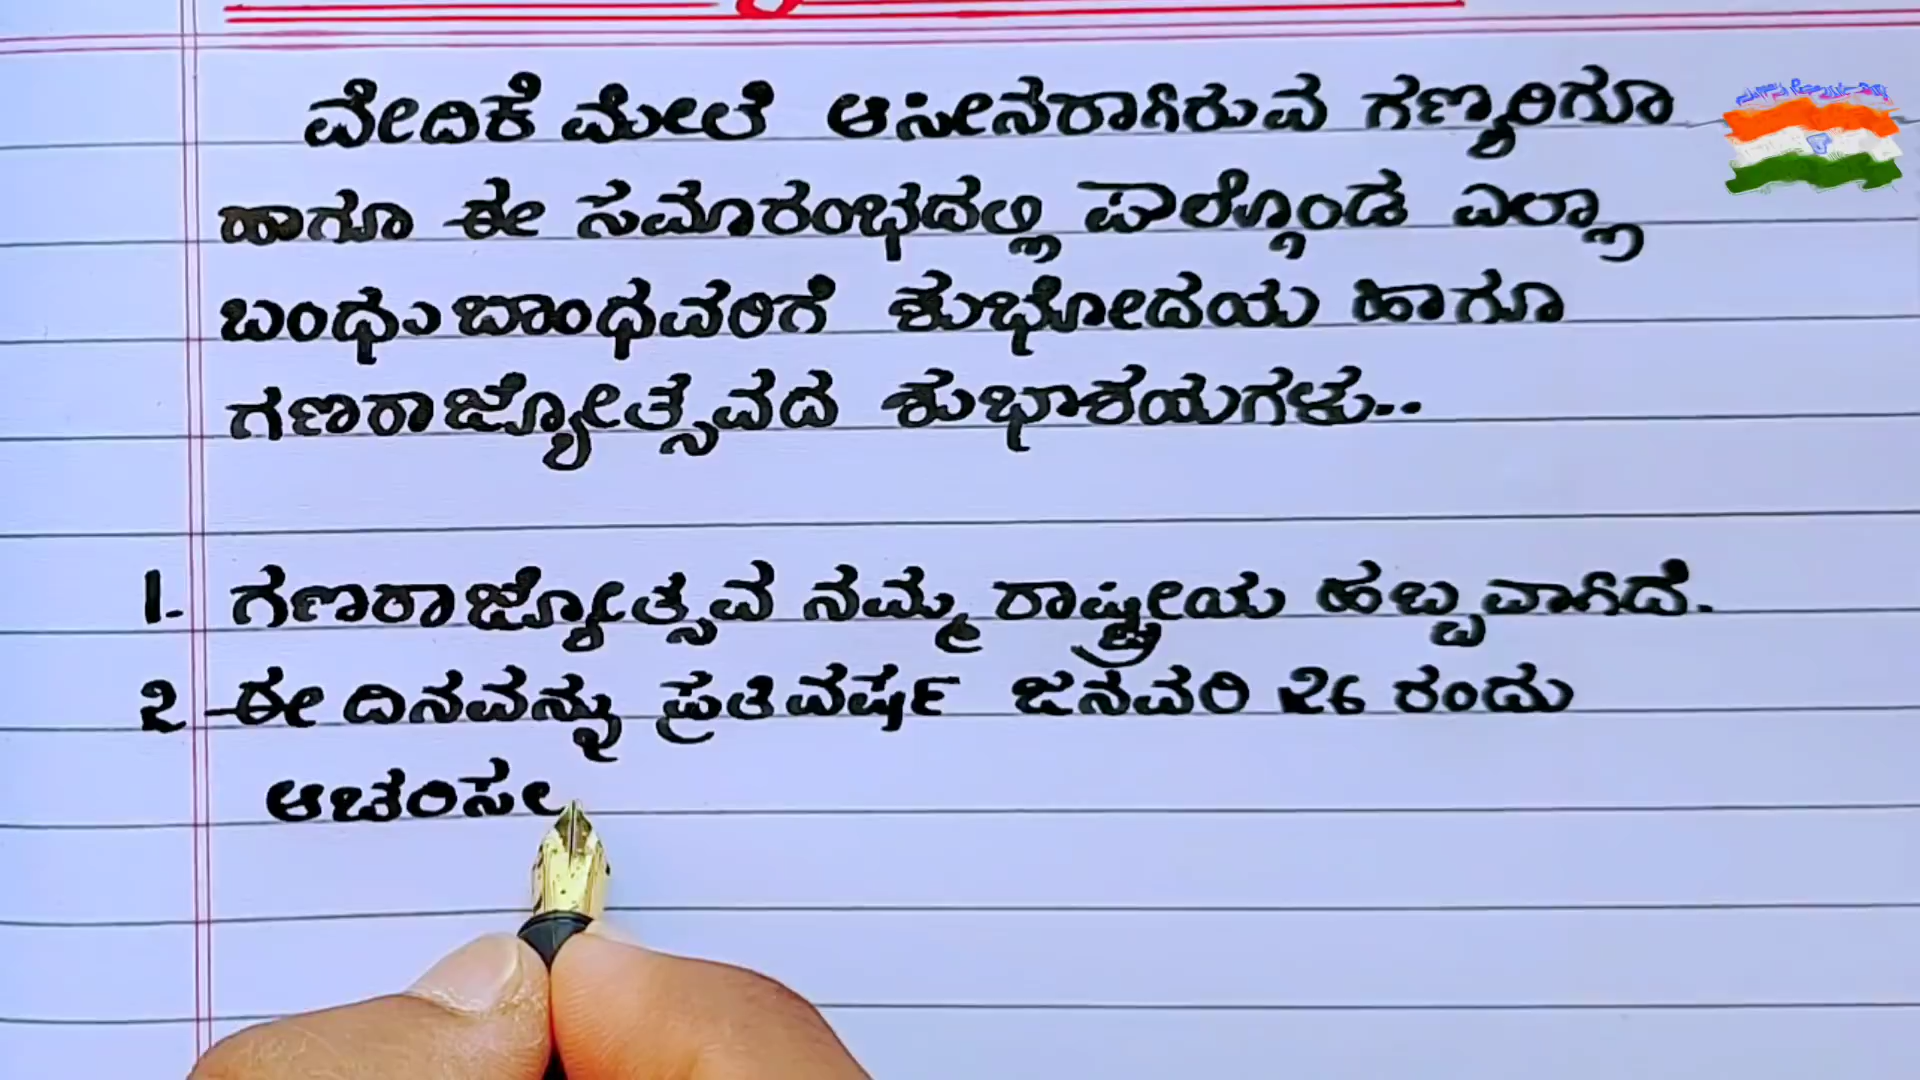 ವೇದಿಕೆ ಮೇಲೆ ಆಸೀನರಾಗಿರುವ ಗಣ್ಯರಿಗೂ
ಹಾಗೂ ಈ ಸಮಾರಂಭದಲ್ಲಿ ಪಾಲ್ಗೊಂಡ ಎಲ್ಲಾ
ಬಂಧು ಬಾಂಧವರಿಗೆ ಶುಭೋದಯ ಹಾಗೂ
ಗಣರಾಜ್ಯೋತ್ಸವದ ಶುಭಾಶಯಗಳು..
1. ಗಣರಾಜ್ಯೋತ್ಸವ ನಮ್ಮ ರಾಷ್ಟ್ರೀಯ ಹಬ್ಬವಾಗಿದೆ.
2 ಈ ದಿನವನ್ನು ಪ್ರತಿವರ್ಷ ಜನವರಿ 26 ರಂದು